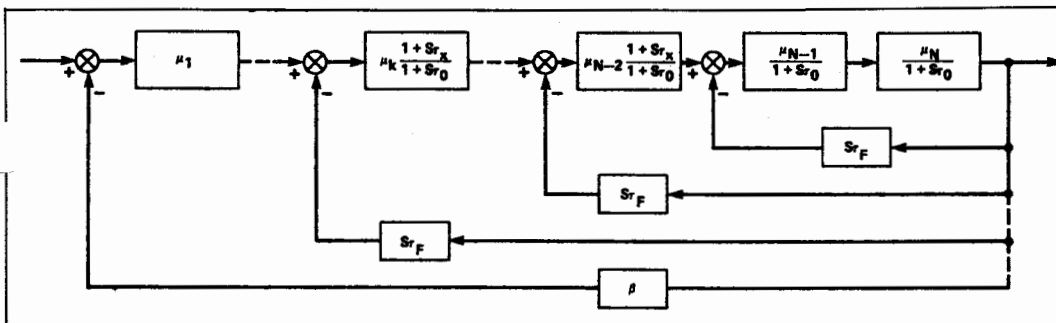 + − μ1 + − μk (1 + Srx)/(1 + Sr0) + − μN−2 (1 + Srx)/(1 + Sr0) + − μN−1/(1 + Sr0) μN/(1 + Sr0)
SrF
SrF
SrF
β